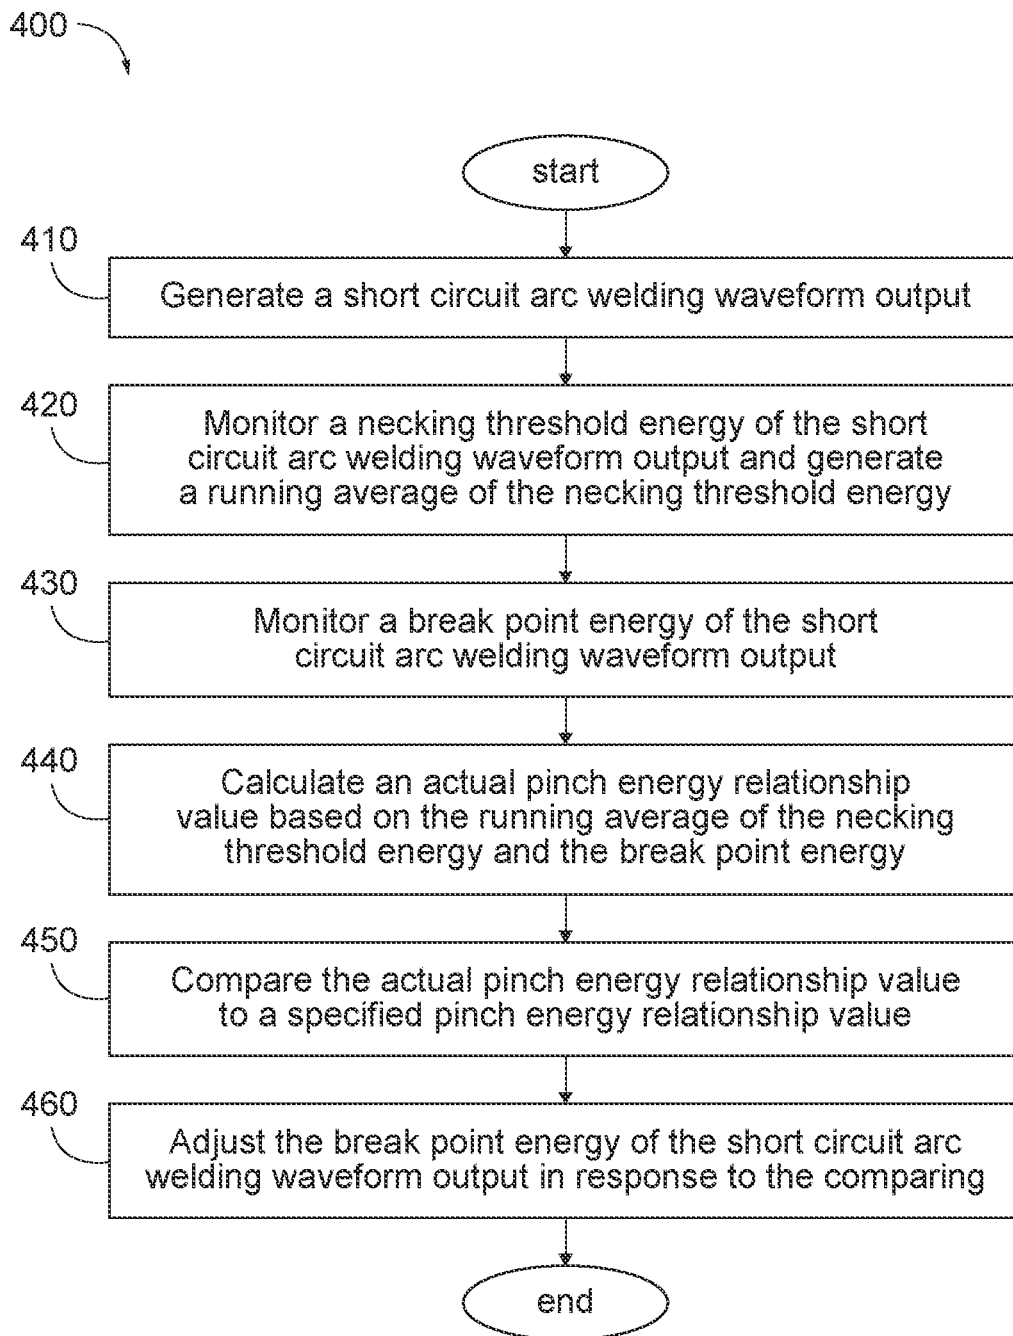 400
start
410
Generate a short circuit arc welding waveform output
420
Monitor a necking threshold energy of the short
circuit arc welding waveform output and generate
a running average of the necking threshold energy
430
Monitor a break point energy of the short
circuit arc welding waveform output
440
Calculate an actual pinch energy relationship
value based on the running average of the necking
threshold energy and the break point energy
450
Compare the actual pinch energy relationship value
to a specified pinch energy relationship value
460
Adjust the break point energy of the short circuit arc
welding waveform output in response to the comparing
end